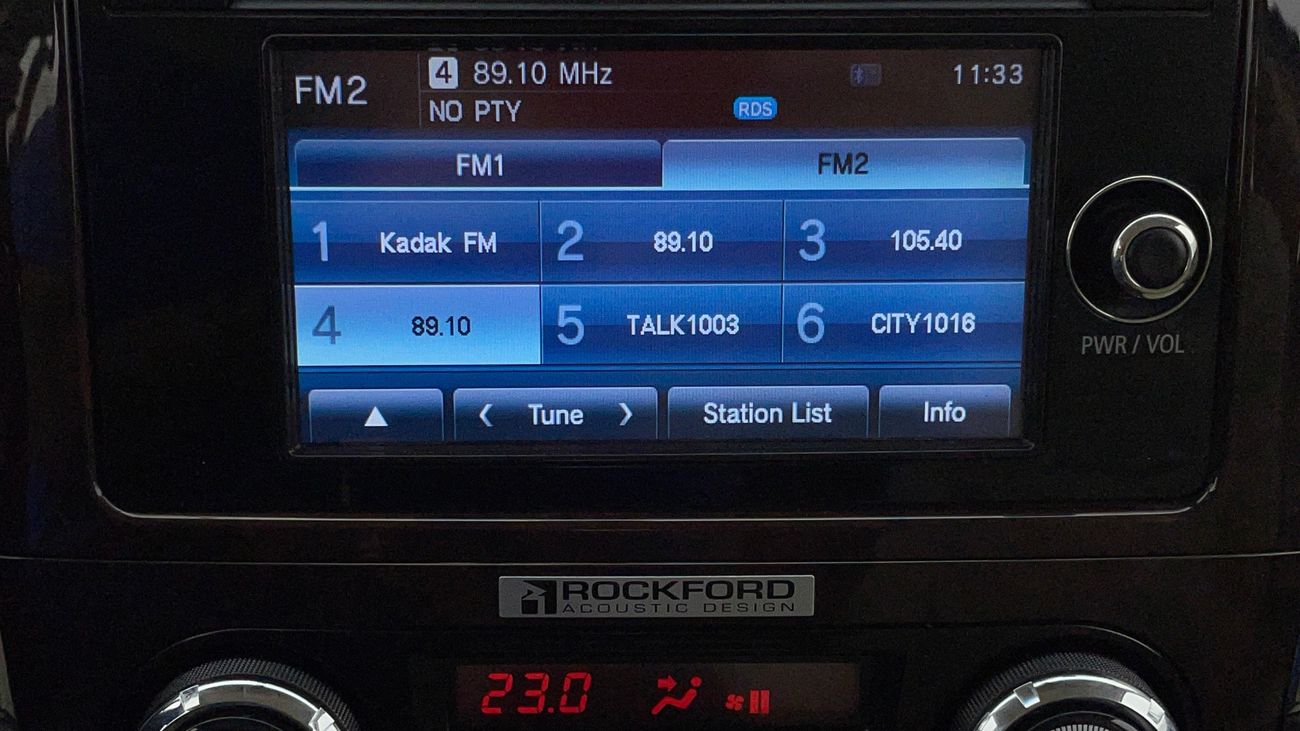 FM2
4 89.10 MHz
11:33
NO PTY
RDS
FM1 FM2
1 Kadak FM 2 89.10 3 105.40
4 89.10 5 TALK1003 6 CITY1016
▲ < Tune > Station List Info
PWR / VOL
ROCKFORD
ACOUSTIC DESIGN
23.0